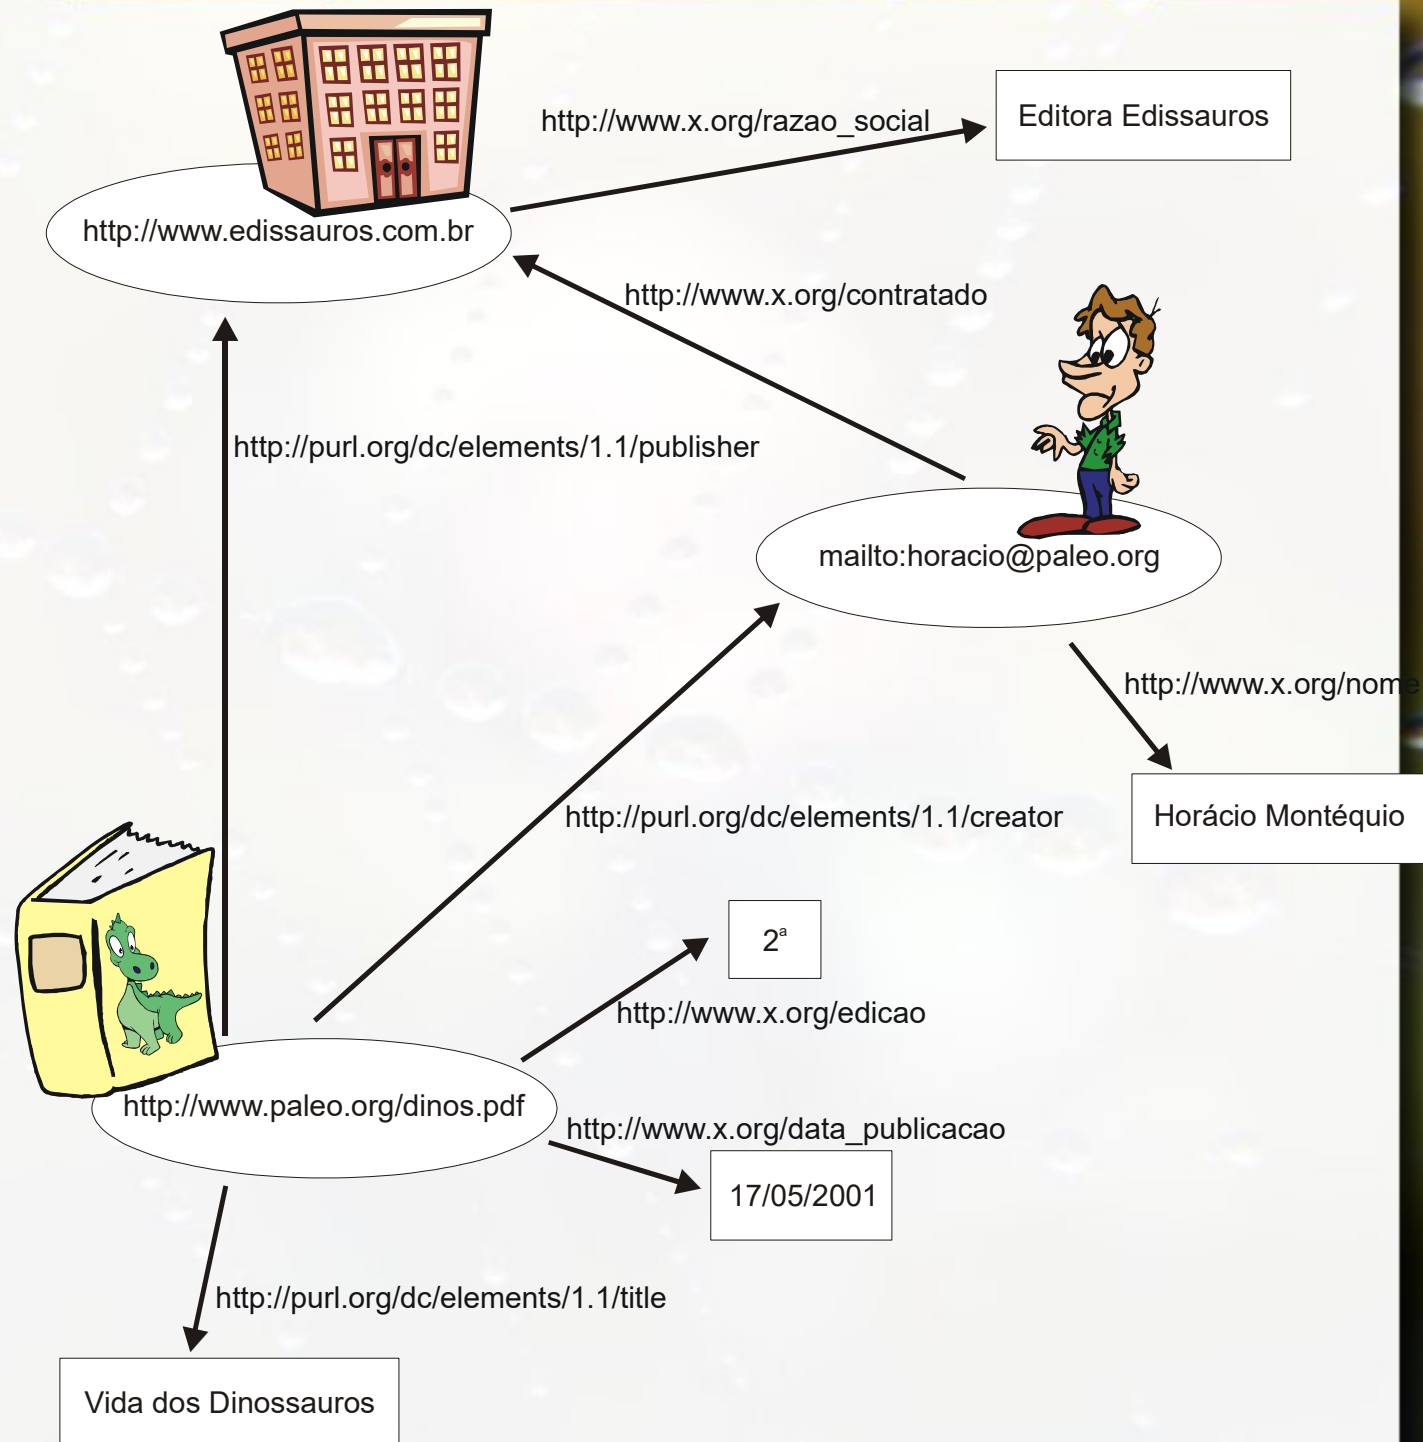 http://www.x.org/razao_social
Editora Edissauros
http://www.edissauros.com.br
http://www.x.org/contratado
http://purl.org/dc/elements/1.1/publisher
mailto:horacio@paleo.org
http://www.x.org/nome
http://purl.org/dc/elements/1.1/creator
Horácio Montéquio
2ª
http://www.x.org/edicao
http://www.paleo.org/dinos.pdf
http://www.x.org/data_publicacao
17/05/2001
http://purl.org/dc/elements/1.1/title
Vida dos Dinossauros